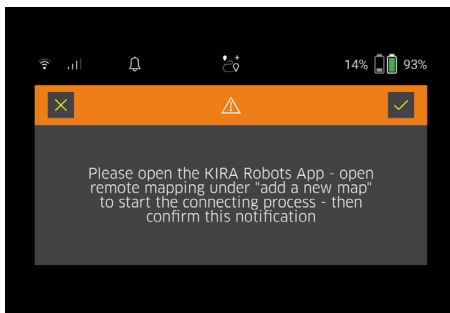 14% 93%
Please open the KIRA Robots App - open
remote mapping under "add a new map"
to start the connecting process - then
confirm this notification